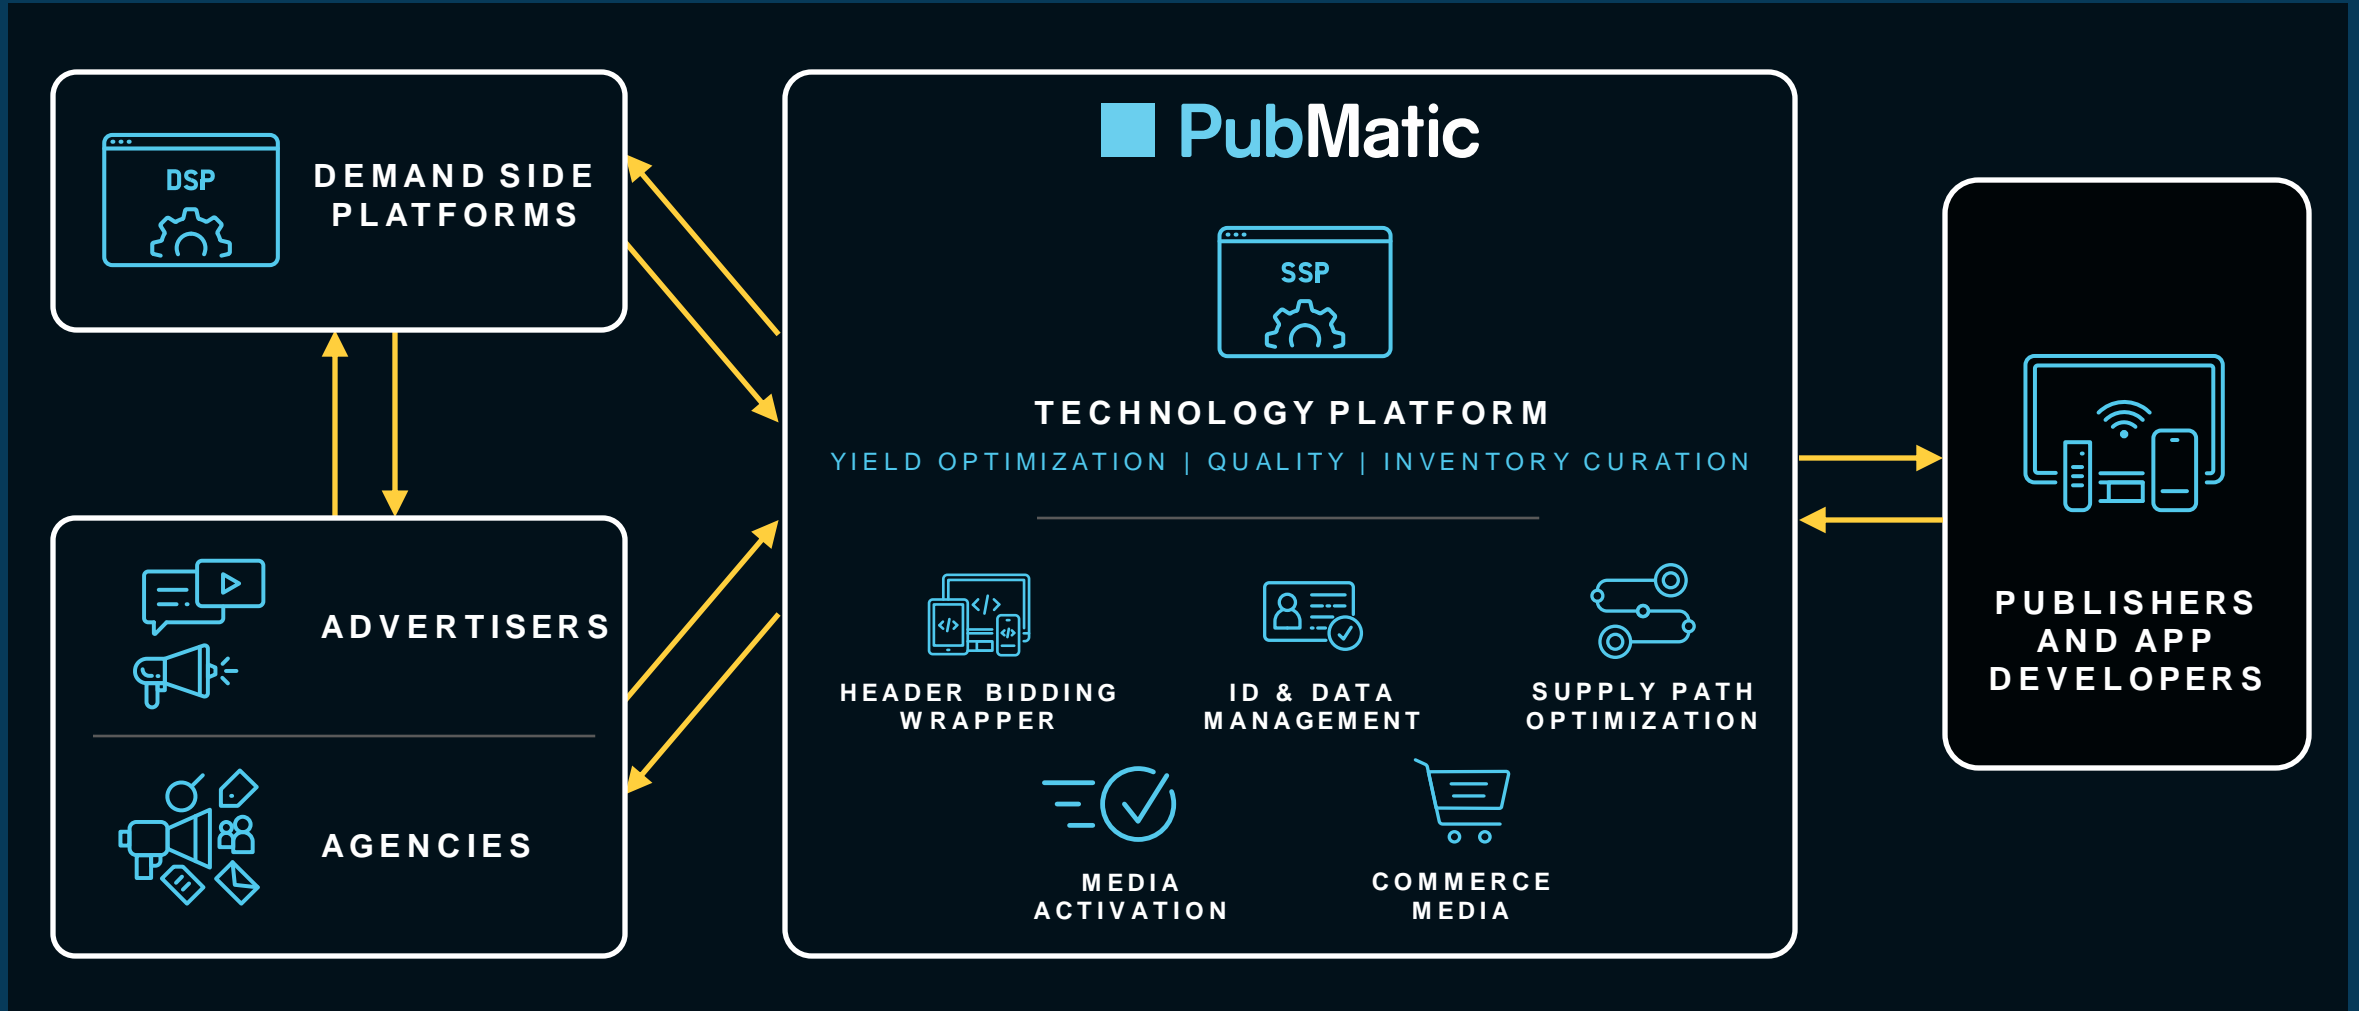 DSP
DEMAND SIDE
PLATFORMS
ADVERTISERS
AGENCIES
PubMatic
SSP
TECHNOLOGY PLATFORM
YIELD OPTIMIZATION | QUALITY | INVENTORY CURATION
HEADER BIDDING
WRAPPER
ID & DATA
MANAGEMENT
SUPPLY PATH
OPTIMIZATION
MEDIA
ACTIVATION
COMMERCE
MEDIA
PUBLISHERS
AND APP
DEVELOPERS